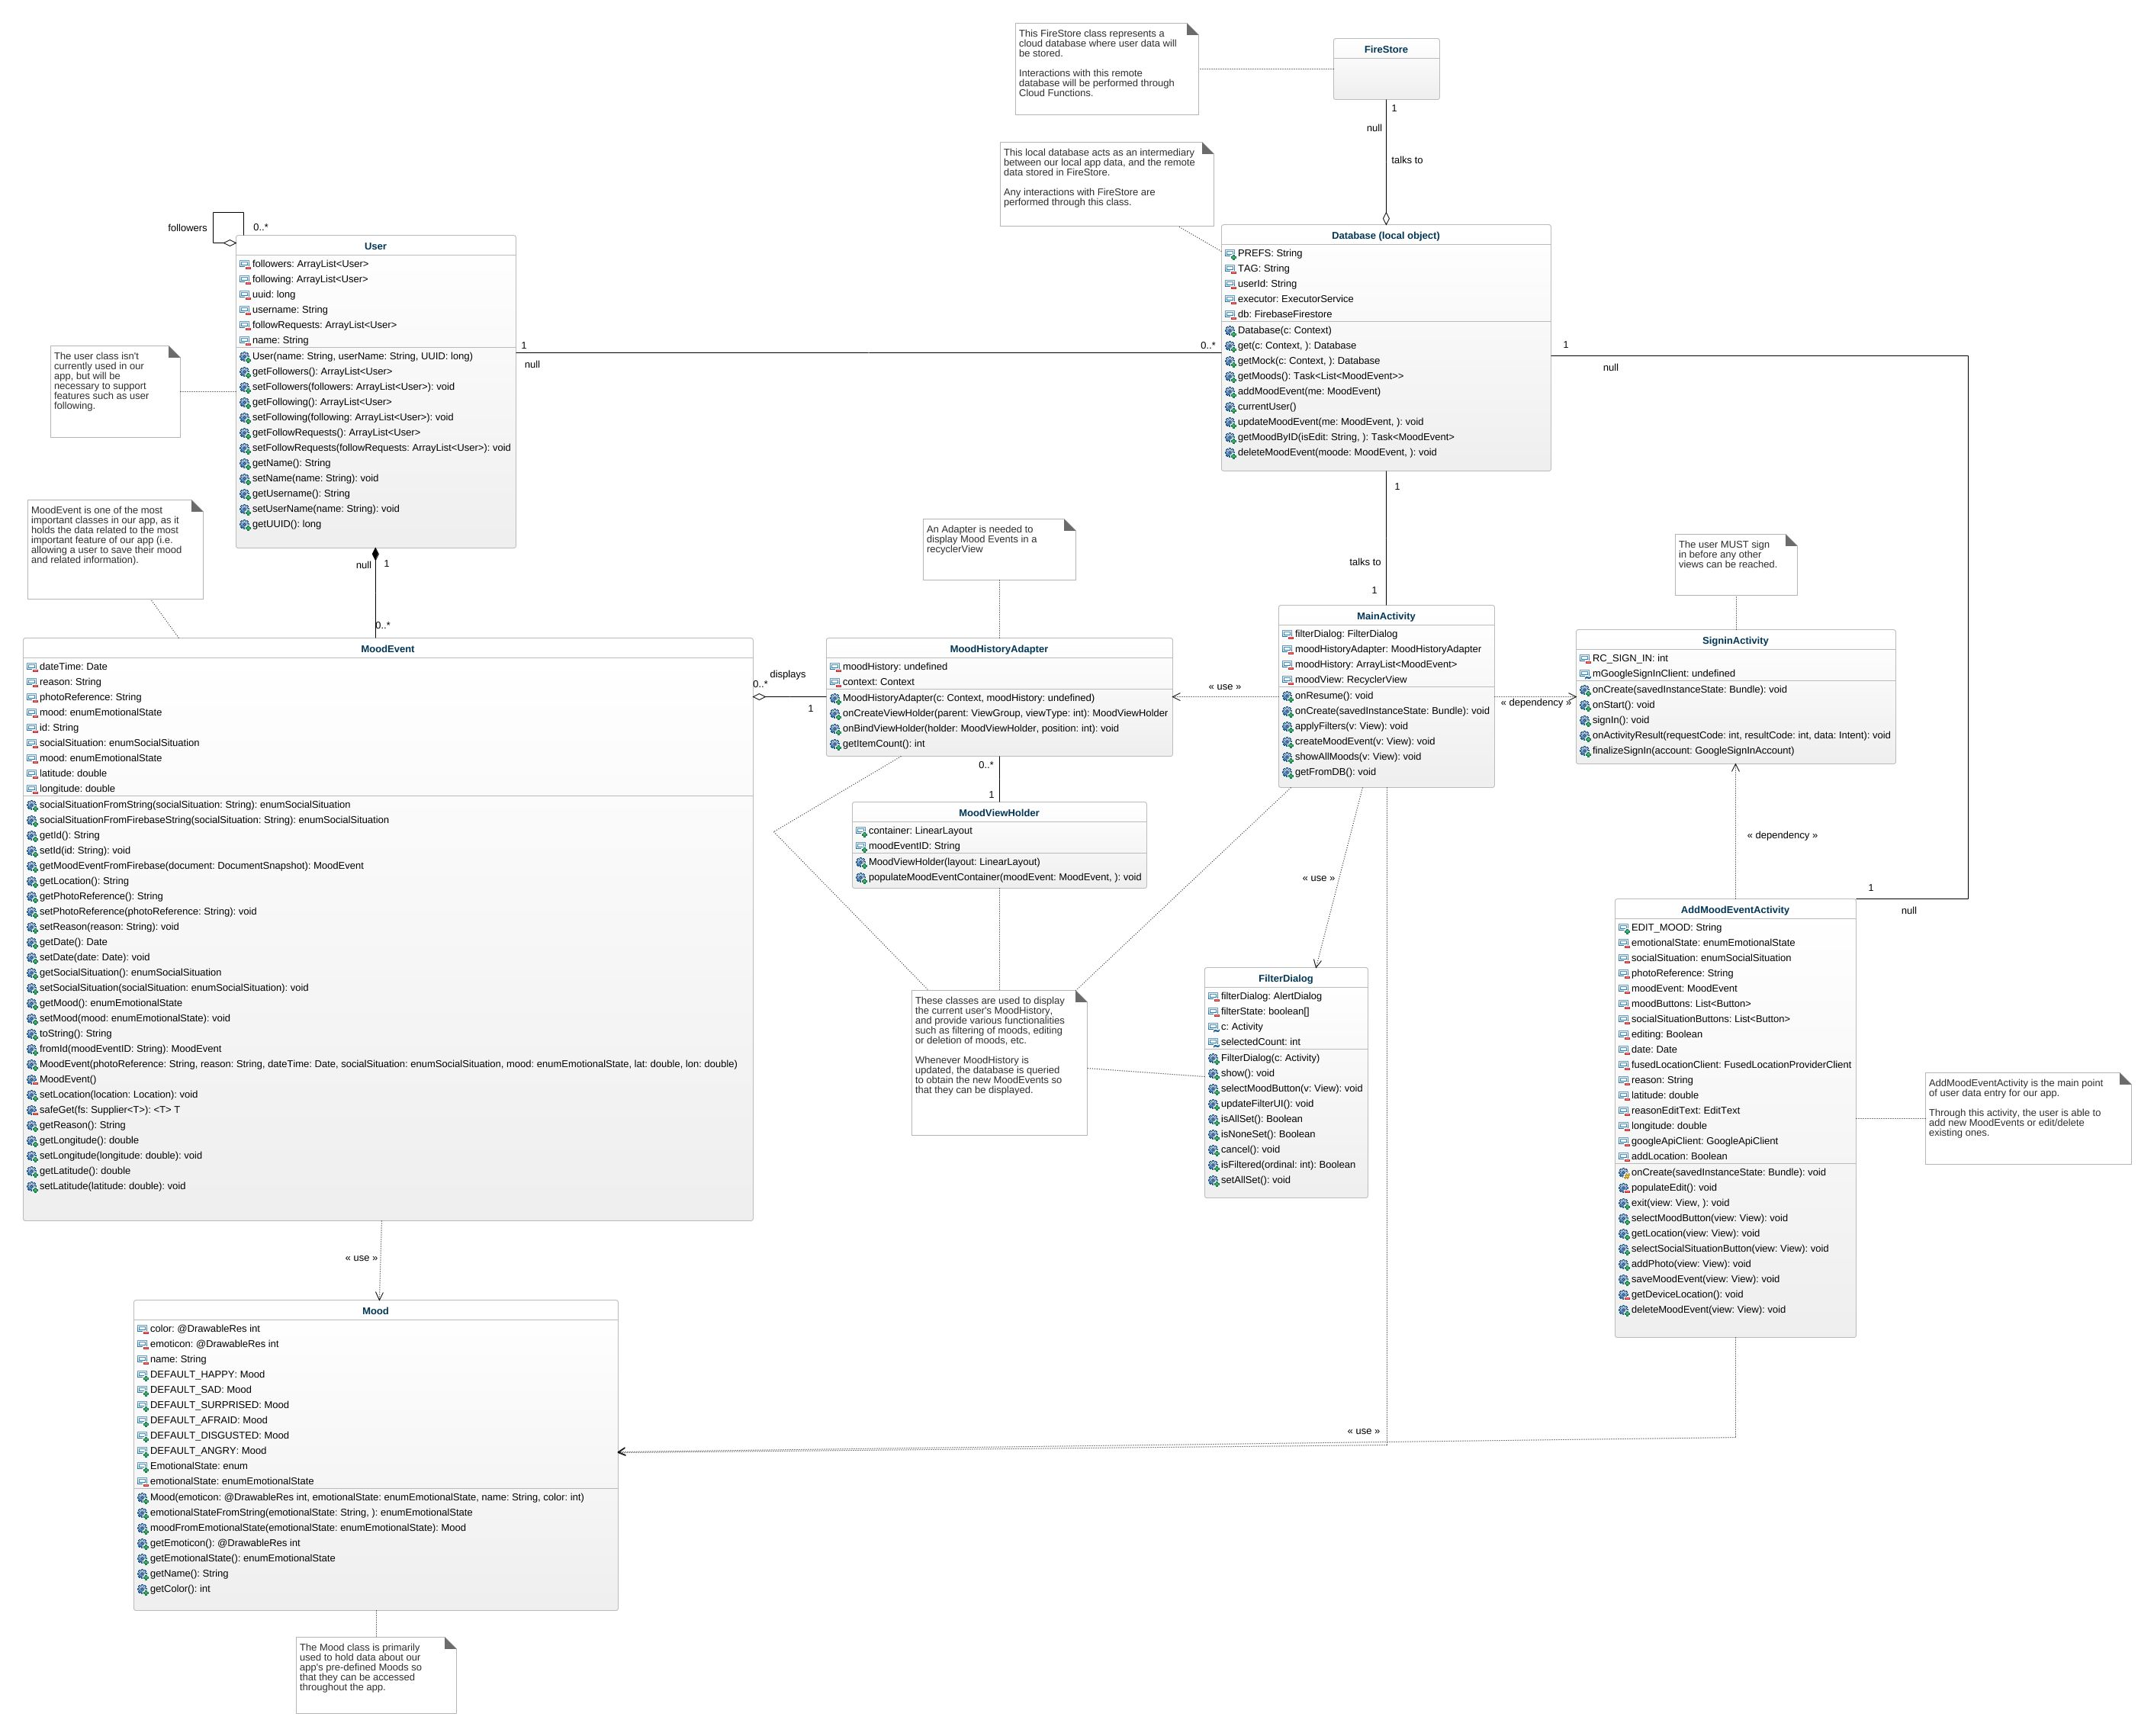 This FireStore class represents a
cloud database where user data will
be stored.
Interactions with this remote
database will be performed through
Cloud Functions.
FireStore
1
null
talks to
This local database acts as an intermediary
between our local app data, and the remote
data stored in FireStore.
Any interactions with FireStore are
performed through this class.
Database (local object)
PREFS: String
TAG: String
userId: String
executor: ExecutorService
db: FirebaseFirestore
Database(c: Context)
get(c: Context, ): Database
getMock(c: Context, ): Database
getMoods(): Task<List<MoodEvent>>
addMoodEvent(me: MoodEvent)
currentUser()
updateMoodEvent(me: MoodEvent, ): void
getMoodByID(isEdit: String, ): Task<MoodEvent>
deleteMoodEvent(moode: MoodEvent, ): void
followers
0..*
User
followers: ArrayList<User>
following: ArrayList<User>
uuid: long
username: String
followRequests: ArrayList<User>
name: String
User(name: String, userName: String, UUID: long)
getFollowers(): ArrayList<User>
setFollowers(followers: ArrayList<User>): void
getFollowing(): ArrayList<User>
setFollowing(following: ArrayList<User>): void
getFollowRequests(): ArrayList<User>
setFollowRequests(followRequests: ArrayList<User>): void
getName(): String
setName(name: String): void
getUsername(): String
setUserName(name: String): void
getUUID(): long
1
null
0..*
1
null
The user class isn't
currently used in our
app, but will be
necessary to support
features such as user
following.
MoodEvent is one of the most
important classes in our app, as it
holds the data related to the most
important feature of our app (i.e.
allowing a user to save their mood
and related information).
null
1
0..*
An Adapter is needed to
display Mood Events in a
recyclerView
1
talks to
1
The user MUST sign
in before any other
views can be reached.
MoodEvent
dateTime: Date
reason: String
photoReference: String
mood: enumEmotionalState
id: String
socialSituation: enumSocialSituation
mood: enumEmotionalState
latitude: double
longitude: double
socialSituationFromString(socialSituation: String): enumSocialSituation
socialSituationFromFirebaseString(socialSituation: String): enumSocialSituation
getId(): String
setId(id: String): void
getMoodEventFromFirebase(document: DocumentSnapshot): MoodEvent
getLocation(): String
getPhotoReference(): String
setPhotoReference(photoReference: String): void
setReason(reason: String): void
getDate(): Date
setDate(date: Date): void
getSocialSituation(): enumSocialSituation
setSocialSituation(socialSituation: enumSocialSituation): void
getMood(): enumEmotionalState
setMood(mood: enumEmotionalState): void
toString(): String
fromId(moodEventID: String): MoodEvent
MoodEvent(photoReference: String, reason: String, dateTime: Date, socialSituation: enumSocialSituation, mood: enumEmotionalState, lat: double, lon: double)
MoodEvent()
setLocation(location: Location): void
safeGet(fs: Supplier<T>): <T> T
getReason(): String
getLongitude(): double
setLongitude(longitude: double): void
getLatitude(): double
setLatitude(latitude: double): void
displays
0..*
1
MoodHistoryAdapter
moodHistory: undefined
context: Context
MoodHistoryAdapter(c: Context, moodHistory: undefined)
onCreateViewHolder(parent: ViewGroup, viewType: int): MoodViewHolder
onBindViewHolder(holder: MoodViewHolder, position: int): void
getItemCount(): int
« use »
MainActivity
filterDialog: FilterDialog
moodHistoryAdapter: MoodHistoryAdapter
moodHistory: ArrayList<MoodEvent>
moodView: RecyclerView
onResume(): void
onCreate(savedInstanceState: Bundle): void
applyFilters(v: View): void
createMoodEvent(v: View): void
showAllMoods(v: View): void
getFromDB(): void
« dependency »
SigninActivity
RC_SIGN_IN: int
mGoogleSignInClient: undefined
onCreate(savedInstanceState: Bundle): void
onStart(): void
signIn(): void
onActivityResult(requestCode: int, resultCode: int, data: Intent): void
finalizeSignIn(account: GoogleSignInAccount)
0..*
1
MoodViewHolder
container: LinearLayout
moodEventID: String
MoodViewHolder(layout: LinearLayout)
populateMoodEventContainer(moodEvent: MoodEvent, ): void
« use »
« dependency »
1
null
These classes are used to display
the current user's MoodHistory,
and provide various functionalities
such as filtering of moods, editing
or deletion of moods, etc.
Whenever MoodHistory is
updated, the database is queried
to obtain the new MoodEvents so
that they can be displayed.
FilterDialog
filterDialog: AlertDialog
filterState: boolean[]
c: Activity
selectedCount: int
FilterDialog(c: Activity)
show(): void
selectMoodButton(v: View): void
updateFilterUI(): void
isAllSet(): Boolean
isNoneSet(): Boolean
cancel(): void
isFiltered(ordinal: int): Boolean
setAllSet(): void
AddMoodEventActivity
EDIT_MOOD: String
emotionalState: enumEmotionalState
socialSituation: enumSocialSituation
photoReference: String
moodEvent: MoodEvent
moodButtons: List<Button>
socialSituationButtons: List<Button>
editing: Boolean
date: Date
fusedLocationClient: FusedLocationProviderClient
reason: String
latitude: double
reasonEditText: EditText
longitude: double
googleApiClient: GoogleApiClient
addLocation: Boolean
onCreate(savedInstanceState: Bundle): void
populateEdit(): void
exit(view: View, ): void
selectMoodButton(view: View): void
getLocation(view: View): void
selectSocialSituationButton(view: View): void
addPhoto(view: View): void
saveMoodEvent(view: View): void
getDeviceLocation(): void
deleteMoodEvent(view: View): void
AddMoodEventActivity is the main point
of user data entry for our app.
Through this activity, the user is able to
add new MoodEvents or edit/delete
existing ones.
« use »
Mood
color: @DrawableRes int
emoticon: @DrawableRes int
name: String
DEFAULT_HAPPY: Mood
DEFAULT_SAD: Mood
DEFAULT_SURPRISED: Mood
DEFAULT_AFRAID: Mood
DEFAULT_DISGUSTED: Mood
DEFAULT_ANGRY: Mood
EmotionalState: enum
emotionalState: enumEmotionalState
Mood(emoticon: @DrawableRes int, emotionalState: enumEmotionalState, name: String, color: int)
emotionalStateFromString(emotionalState: String, ): enumEmotionalState
moodFromEmotionalState(emotionalState: enumEmotionalState): Mood
getEmoticon(): @DrawableRes int
getEmotionalState(): enumEmotionalState
getName(): String
getColor(): int
« use »
The Mood class is primarily
used to hold data about our
app's pre-defined Moods so
that they can be accessed
throughout the app.